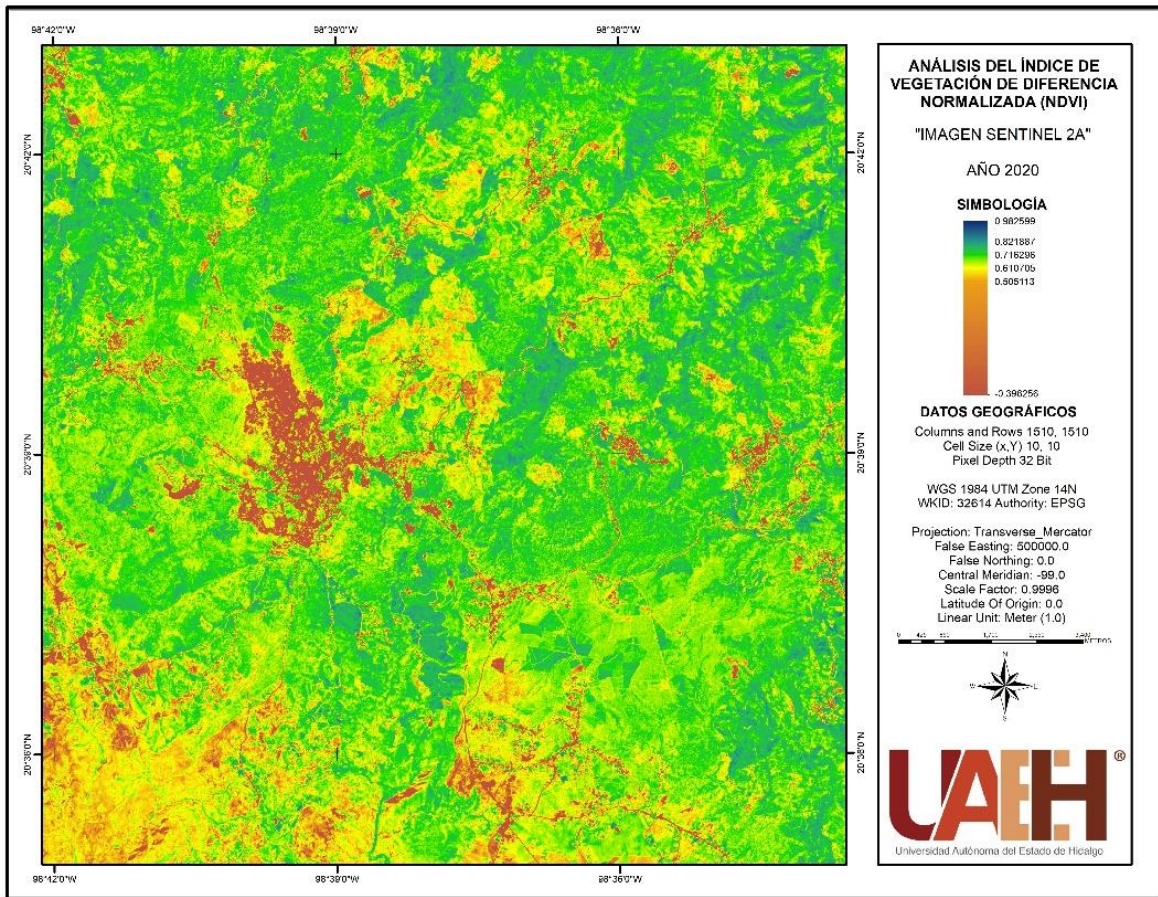 98°42'0"W 98°39'0"W 98°36'0"W
20°42'0"N 20°42'0"N
20°39'0"N 20°39'0"N
20°36'0"N 20°36'0"N
98°42'0"W 98°39'0"W 98°36'0"W
ANÁLISIS DEL ÍNDICE DE
VEGETACIÓN DE DIFERENCIA
NORMALIZADA (NDVI)
"IMAGEN SENTINEL 2A"
AÑO 2020
SIMBOLOGÍA
0.982599
0.821887
0.716296
0.610705
0.505113
-0.396256
DATOS GEOGRÁFICOS
Columns and Rows 1510, 1510
Cell Size (x,Y) 10, 10
Pixel Depth 32 Bit
WGS 1984 UTM Zone 14N
WKID: 32614 Authority: EPSG
Projection: Transverse_Mercator
False Easting: 500000.0
False Northing: 0.0
Central Meridian: -99.0
Scale Factor: 0.9996
Latitude Of Origin: 0.0
Linear Unit: Meter (1.0)
0 METROS
N
W E
S
UAEH ®
Universidad Autónoma del Estado de Hidalgo